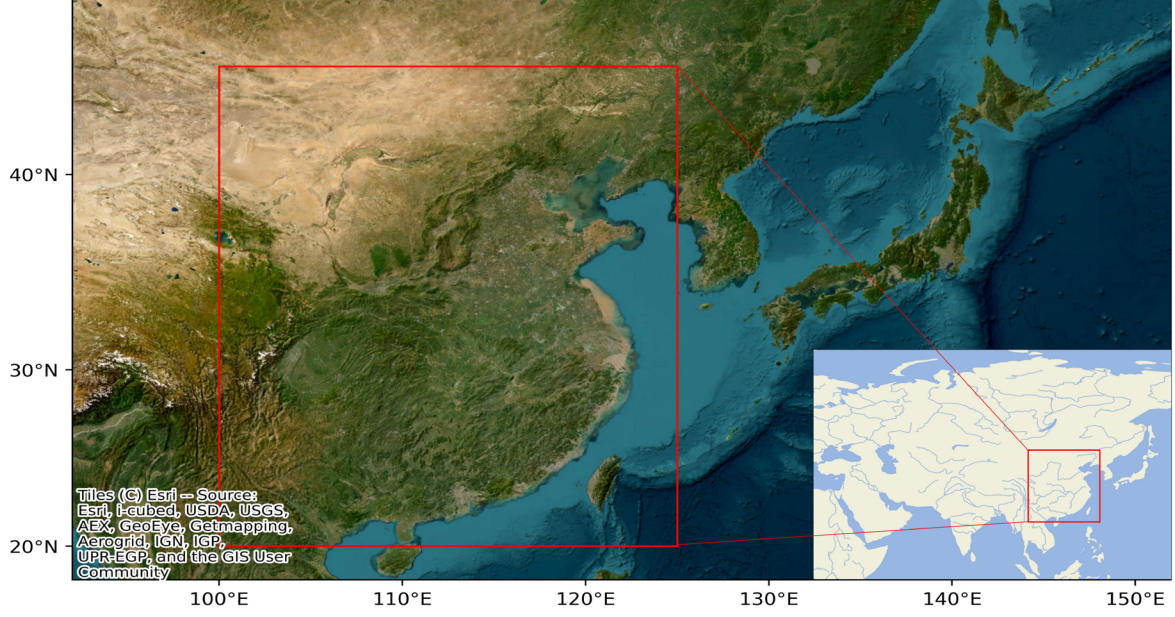 40°N
30°N
20°N
Tiles (C) Esri -- Source:
Esri, i-cubed, USDA, USGS,
AEX, GeoEye, Getmapping,
Aerogrid, IGN, IGP,
UPR-EGP, and the GIS User
Community
100°E 110°E 120°E 130°E 140°E 150°E